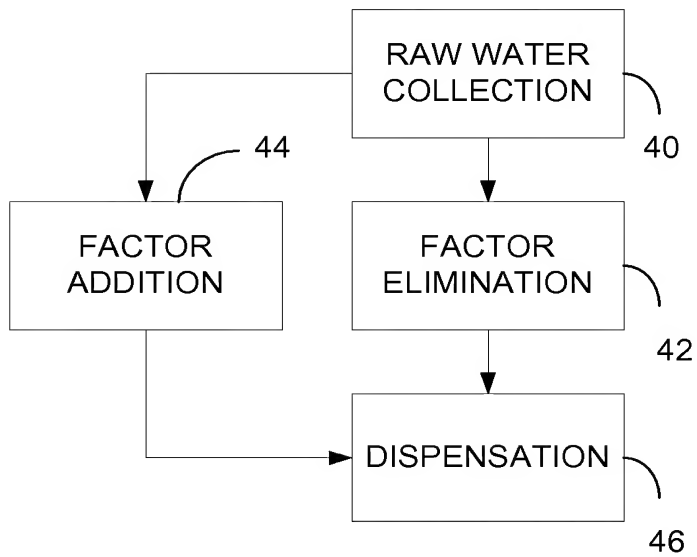 RAW WATER
COLLECTION
40
44
FACTOR
ADDITION
FACTOR
ELIMINATION
42
DISPENSATION
46